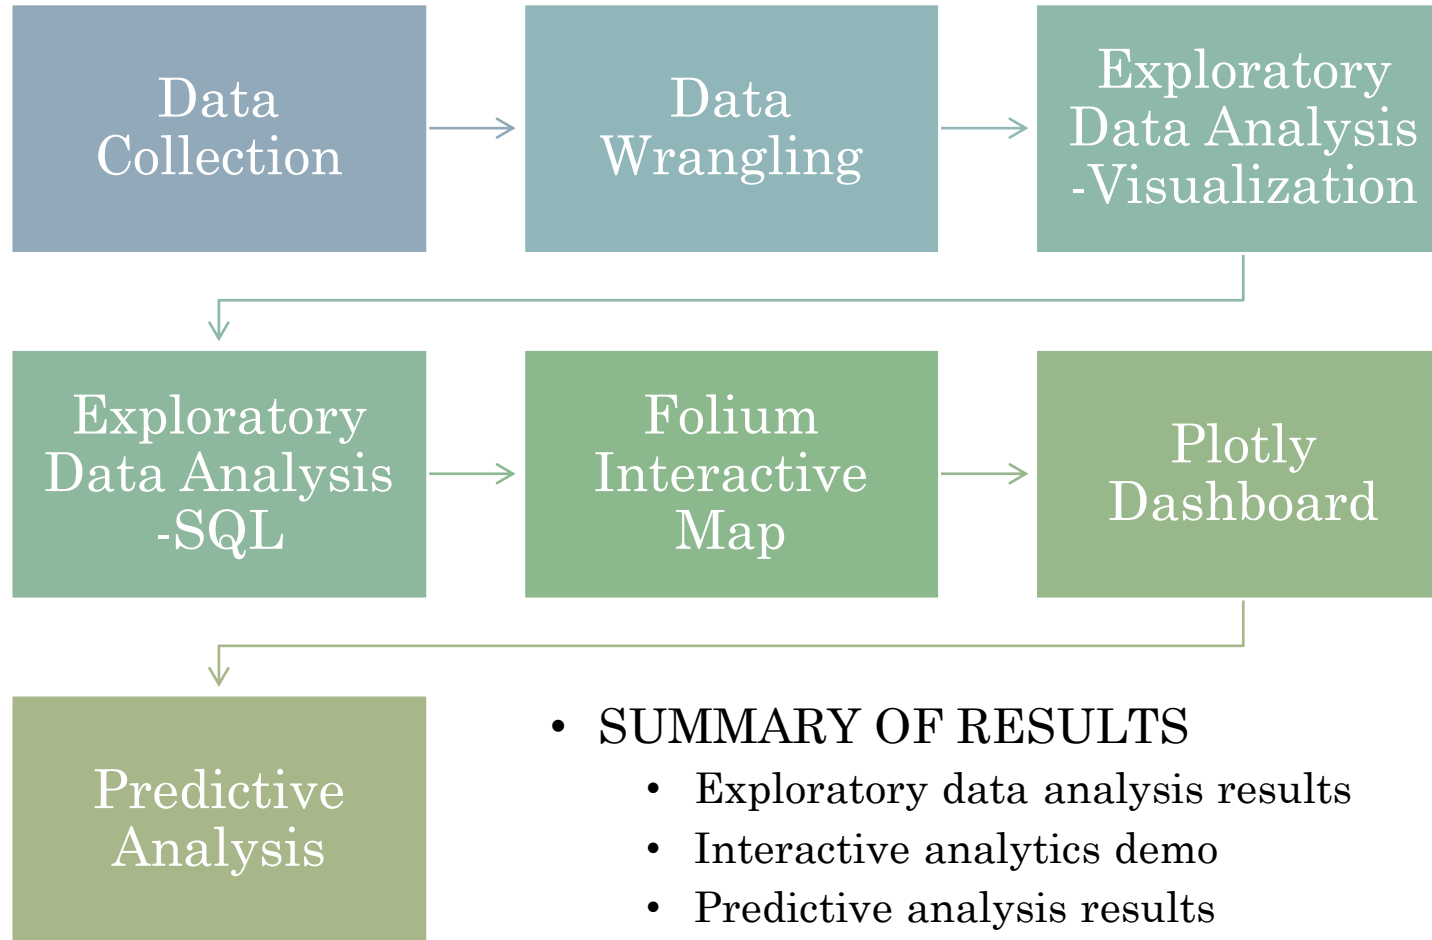 Data
Collection
Data
Wrangling
Exploratory
Data Analysis
-Visualization
Exploratory
Data Analysis
-SQL
Folium
Interactive
Map
Plotly
Dashboard
Predictive
Analysis
• SUMMARY OF RESULTS
• Exploratory data analysis results
• Interactive analytics demo
• Predictive analysis results